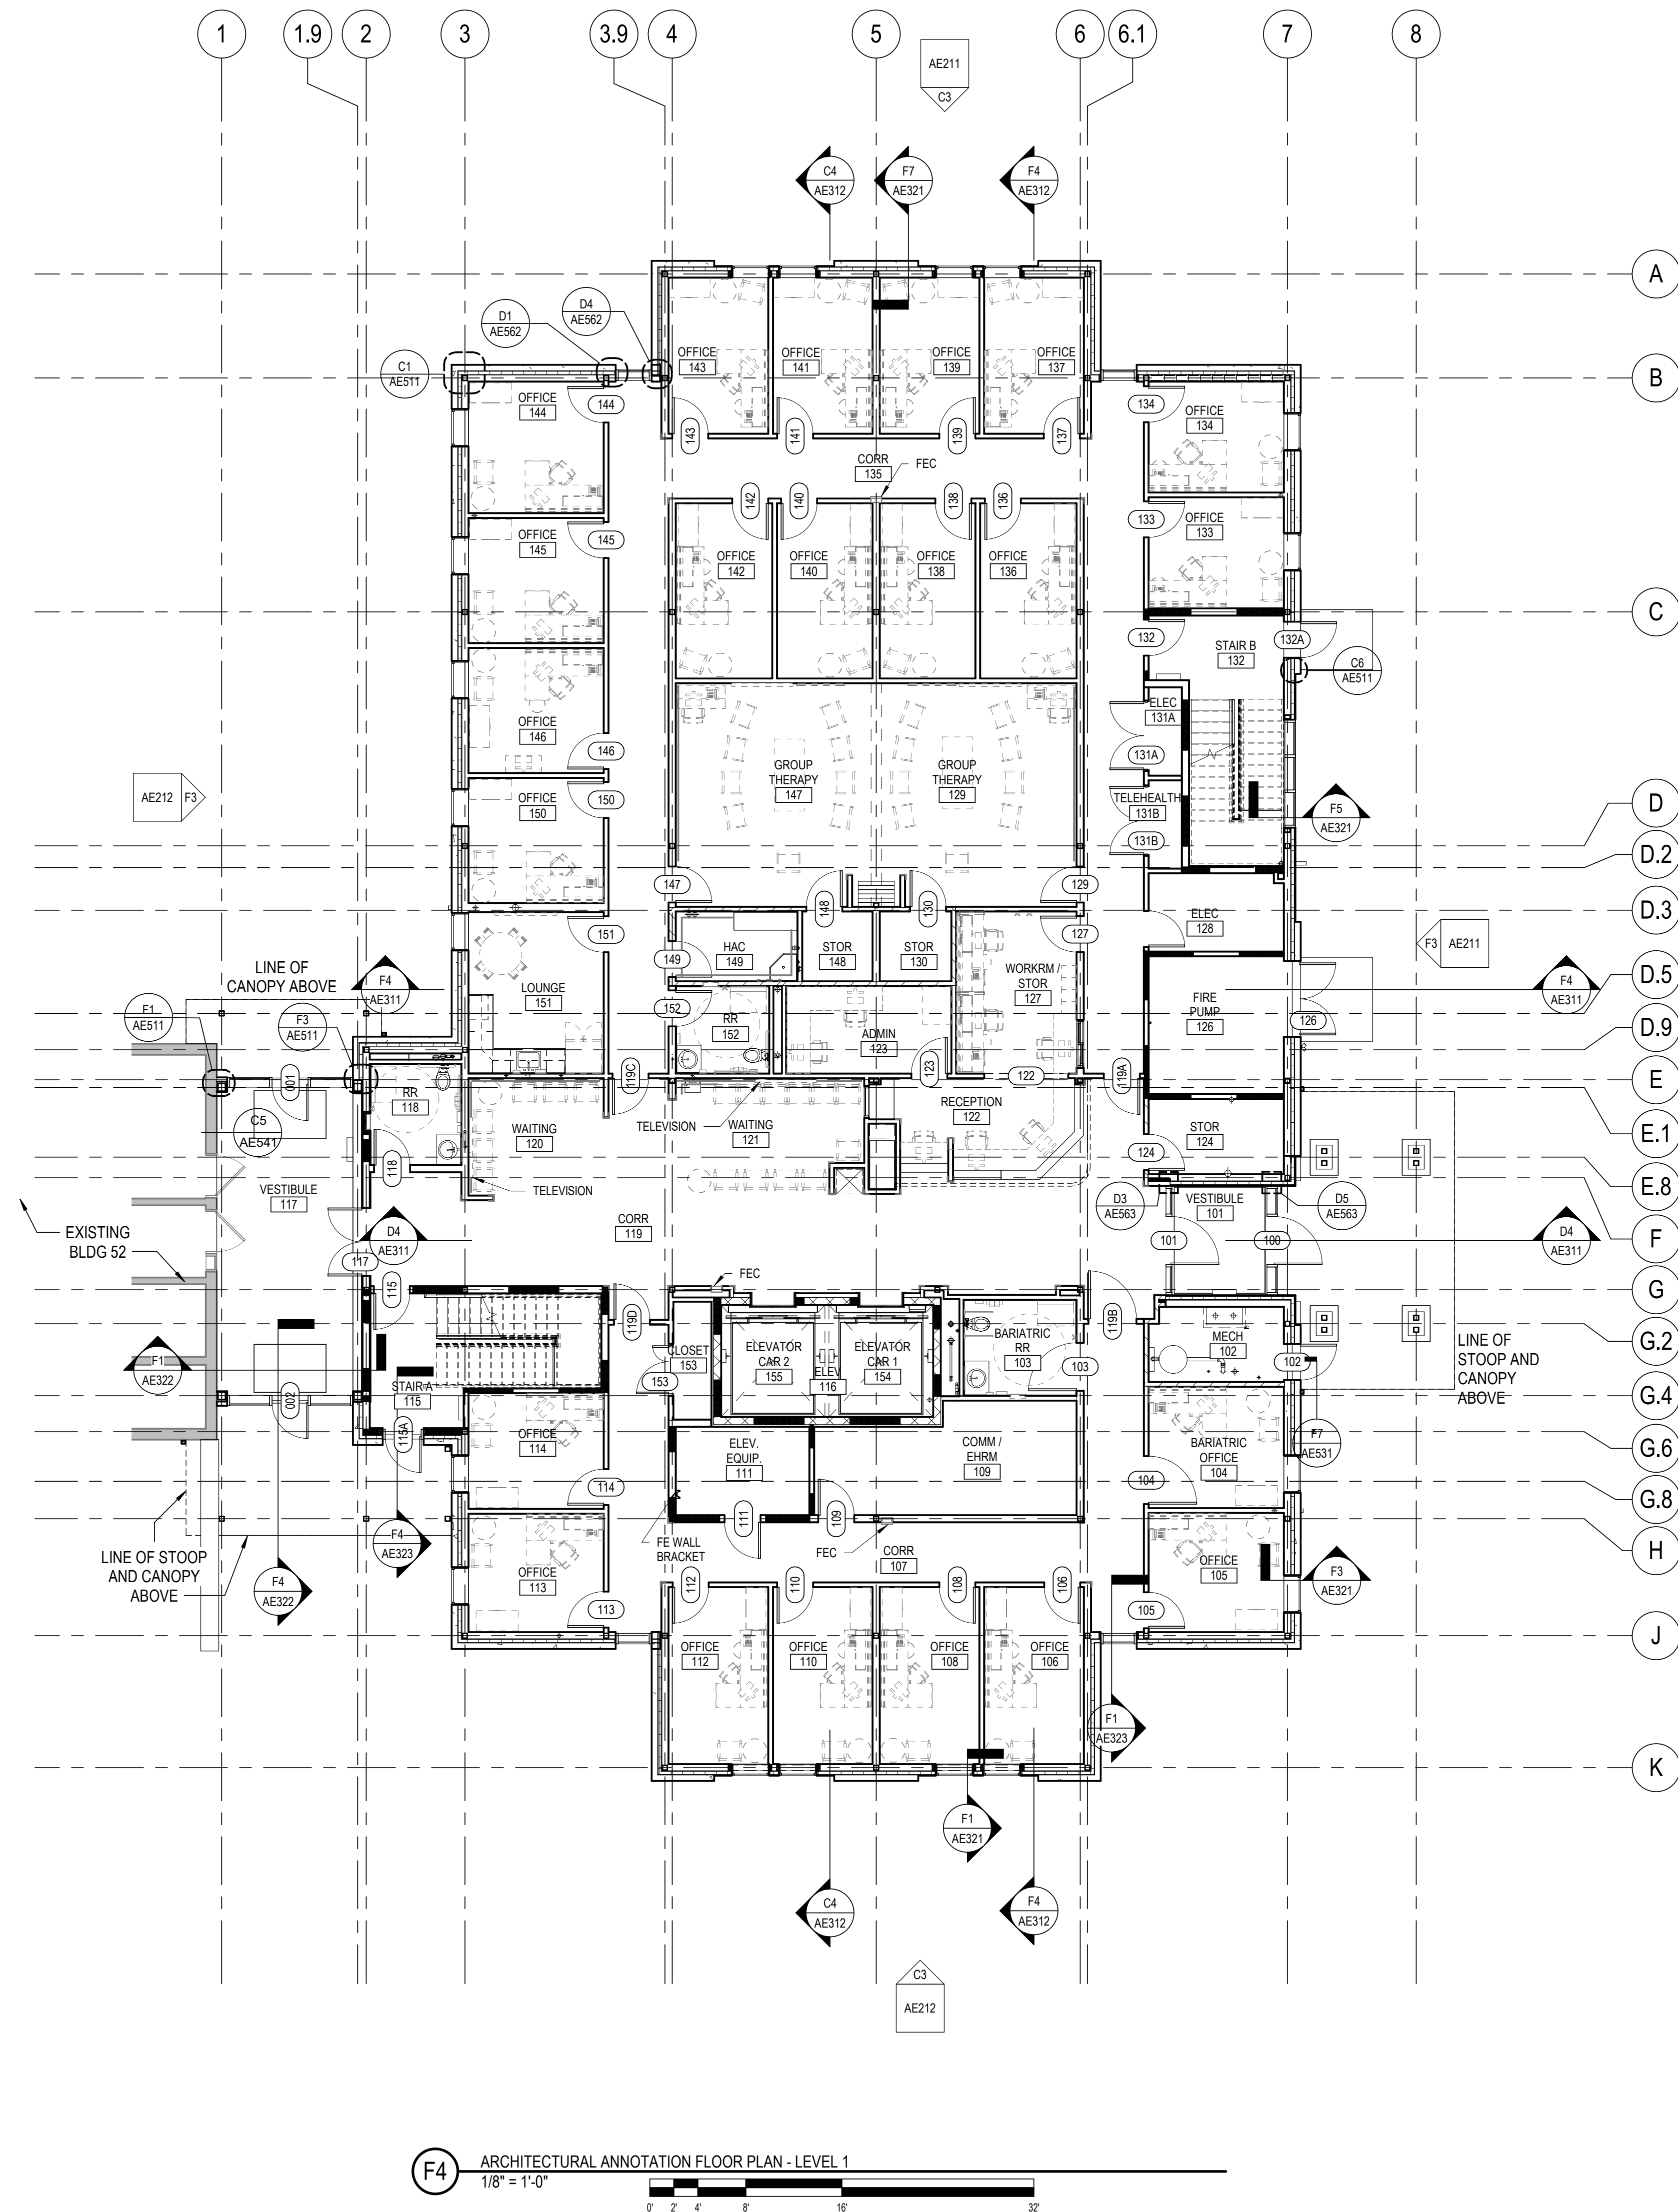 1
1.9
2
3
3.9
4
5
6
6.1
7
8
AE211
C3
C4
AE312
F7
AE321
F4
AE312
A
D4
AE562
D1
AE562
C1
AE511
B
OFFICE
143
OFFICE
141
OFFICE
139
OFFICE
137
OFFICE
144
144
134
OFFICE
134
143
141
139
137
CORR
135
FEC
142
140
138
136
OFFICE
145
145
133
OFFICE
133
OFFICE
142
OFFICE
140
OFFICE
138
OFFICE
136
C
132
STAIR B
132
132A
C6
AE511
OFFICE
146
146
ELEC
131A
131A
GROUP
THERAPY
147
GROUP
THERAPY
129
AE212
F3
OFFICE
150
150
TELEHEALTH
131B
131B
F5
AE321
D
D.2
147
148
130
129
D.3
151
149
HAC
149
STOR
148
STOR
130
127
ELEC
128
F3
AE211
LINE OF
CANOPY ABOVE
F4
AE311
LOUNGE
151
WORKRM /
STOR
127
FIRE
PUMP
126
126
F4
AE311
D.5
F1
AE511
F3
AE511
152
RR
152
ADMIN
123
D.9
001
119C
123
122
119A
E
RR
118
C5
AE541
WAITING
120
TELEVISION
WAITING
121
RECEPTION
122
STOR
124
124
E.1
118
TELEVISION
VESTIBULE
117
E.8
D3
AE563
VESTIBULE
101
D5
AE563
EXISTING
BLDG 52
D4
AE311
CORR
119
101
100
D4
AE311
F
117
115
FEC
G
119D
119B
CLOSET
153
153
ELEVATOR
CAR 2
155
ELEV
116
ELEVATOR
CAR 1
154
BARIATRIC
RR
103
103
MECH
102
102
LINE OF
STOOP AND
CANOPY
ABOVE
G.2
F1
AE322
STAIR A
115
G.4
002
115A
OFFICE
114
114
ELEV.
EQUIP.
111
COMM /
EHRM
109
BARIATRIC
OFFICE
104
104
F7
AE531
G.6
G.8
111
109
LINE OF STOOP
AND CANOPY
ABOVE
F4
AE323
FE WALL
BRACKET
FEC
CORR
107
H
F4
AE322
OFFICE
113
113
112
110
108
106
OFFICE
105
105
F3
AE321
J
OFFICE
112
OFFICE
110
OFFICE
108
OFFICE
106
F1
AE323
K
F1
AE321
C4
AE312
F4
AE312
C3
AE212
F4
ARCHITECTURAL ANNOTATION FLOOR PLAN - LEVEL 1
1/8" = 1'-0"
0' 2' 4' 8' 16' 32'